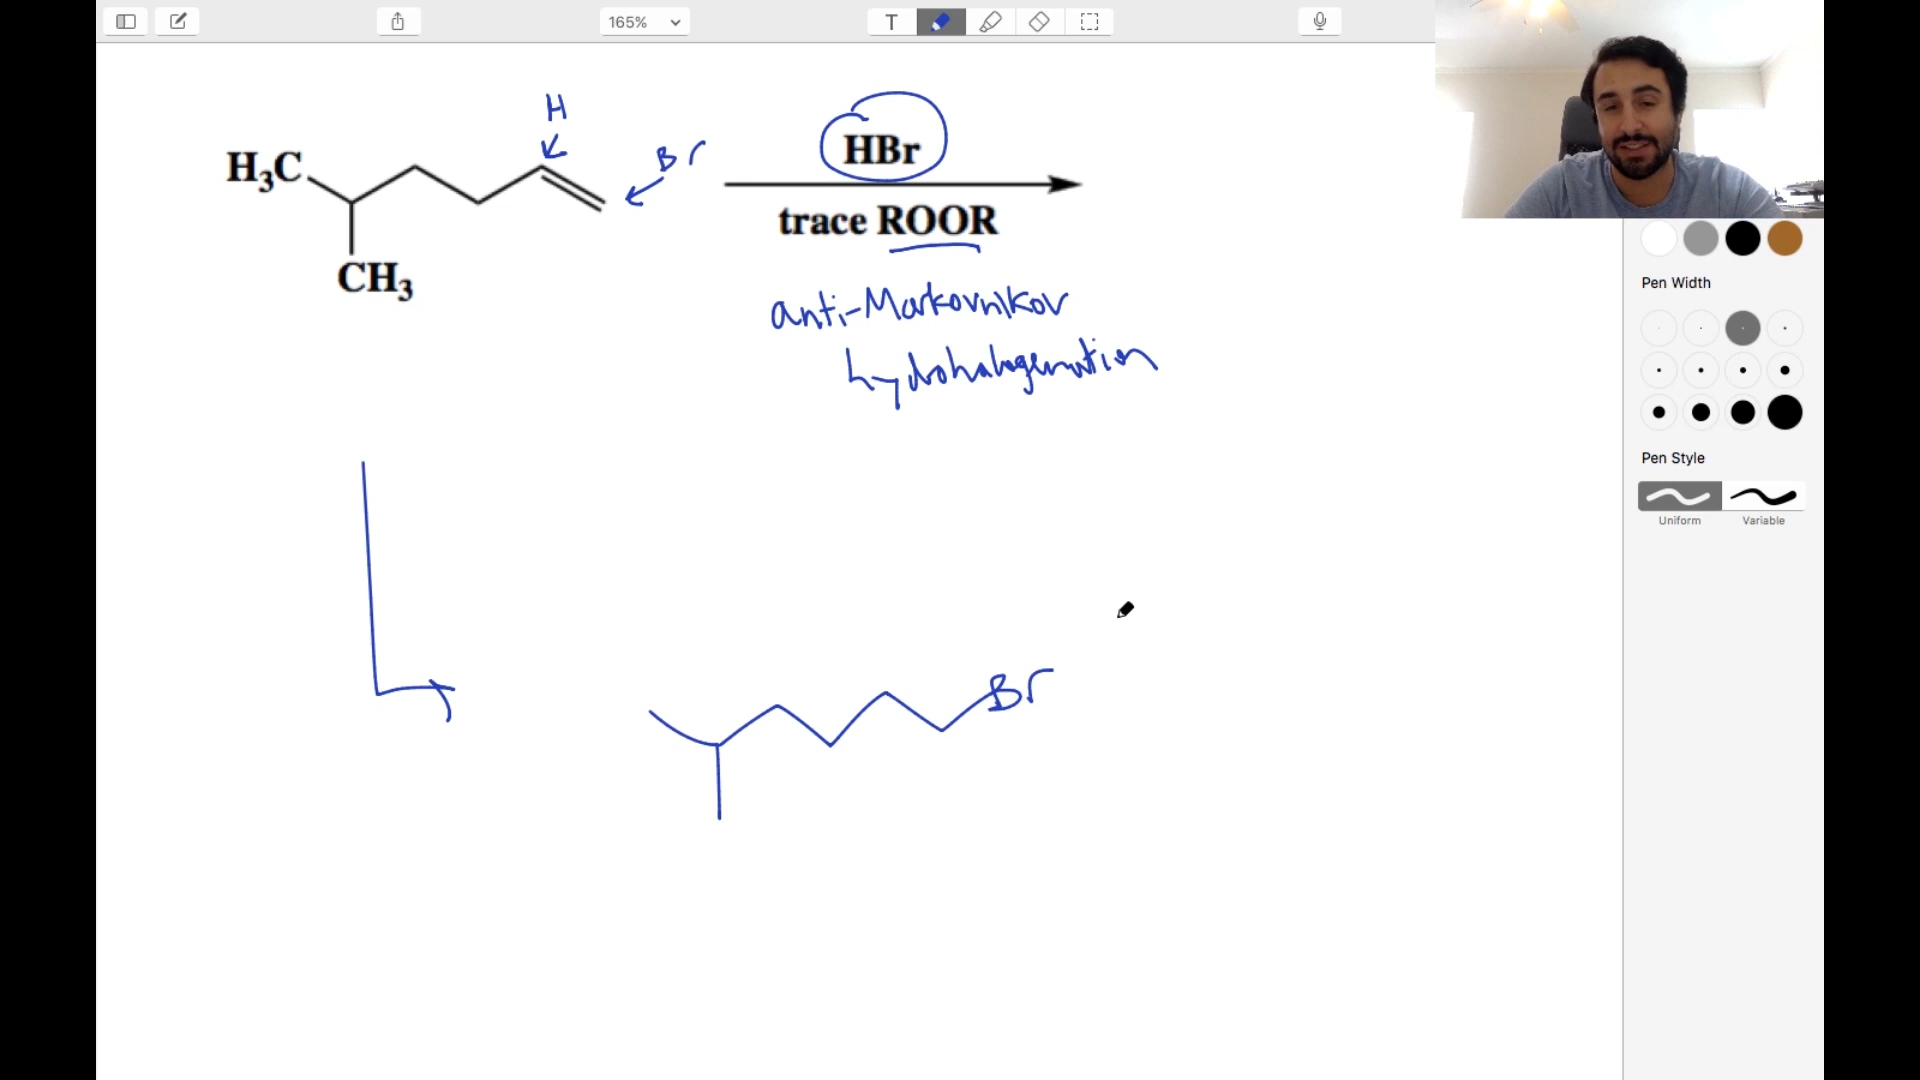 165%
T
H
Br
HBr
H₃C
trace ROOR
CH₃
anti-Markovnikov
hydrohalogenation
Br
Pen Width
Pen Style
Uniform
Variable